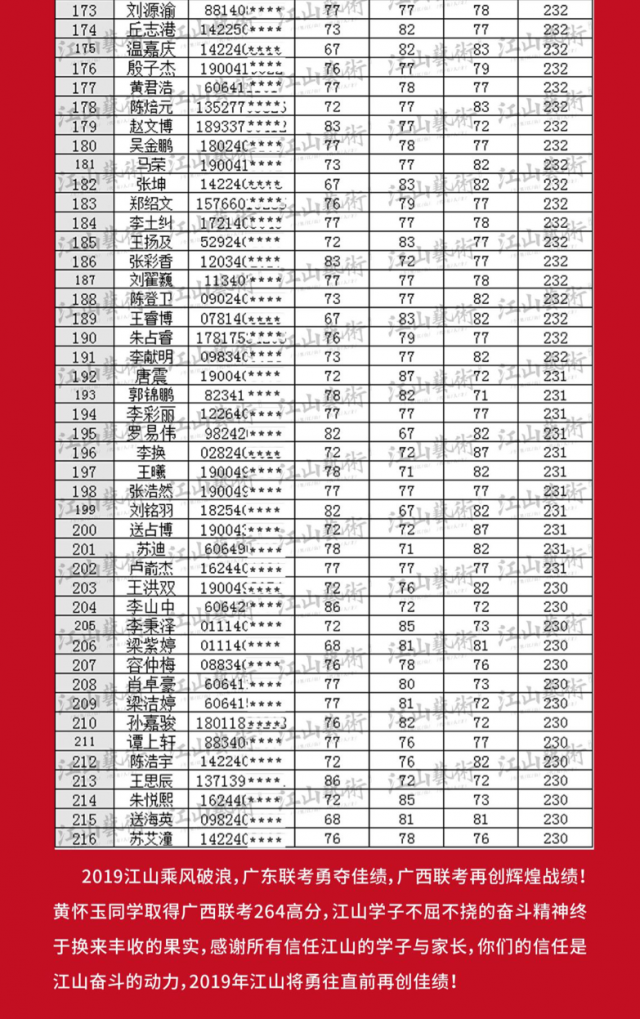 173 刘源渝 88140**** 77 77 78 232
174 丘志港 142250**** 73 82 77 232
175 温嘉庆 142240**** 67 82 83 232
176 殷子杰 190041 76 77 79 232
177 黄君浩 60641 77 78 77 232
178 陈焙元 135277 72 77 83 232
179 赵文博 189337 83 77 72 232
180 吴金鹏 180240**** 77 78 77 232
181 马荣 190041**** 73 77 82 232
182 张坤 142240**** 67 83 82 232
183 郑绍文 157660 76 79 77 232
184 李土纠 172140 77 77 78 232
185 王扬及 529240**** 72 83 77 232
186 张彩香 120340**** 83 72 77 232
187 刘翟巍 11340**** 77 77 78 232
188 陈登卫 090240**** 73 77 82 232
189 王睿博 078140**** 67 83 82 232
190 朱占睿 178175 76 79 77 232
191 李献明 098340**** 73 77 82 232
192 唐震 190040**** 72 87 72 231
193 郭锦鹏 82341**** 78 82 71 231
194 李彩丽 122640**** 77 77 77 231
195 罗易伟 98242**** 82 67 82 231
196 李换 028240**** 72 72 87 231
197 王曦 190049**** 78 71 82 231
198 张浩然 190049**** 77 77 77 231
199 刘铭羽 182540**** 82 67 82 231
200 送占博 190043**** 72 72 87 231
201 苏迪 60649**** 78 71 82 231
202 卢嵛杰 162440**** 77 77 77 231
203 王洪双 190049**** 72 76 82 230
204 李山中 60642**** 86 72 72 230
205 李秉泽 011140**** 72 85 73 230
206 梁紫婷 011140**** 68 81 81 230
207 容仲梅 088340**** 76 78 76 230
208 肖卓豪 60641**** 77 80 73 230
209 梁洁婷 60641**** 77 81 72 230
210 孙嘉骏 180118**** 76 82 72 230
211 谭上轩 88340**** 77 76 77 230
212 陈浩宇 142240**** 72 76 82 230
213 王思辰 137139**** 86 72 72 230
214 朱悦熙 162440**** 72 85 73 230
215 送海英 098240**** 68 81 81 230
216 苏艾潼 142240**** 76 78 76 230
2019江山乘风破浪,广东联考勇夺佳绩,广西联考再创辉煌战绩!
黄怀玉同学取得广西联考264高分,江山学子不屈不挠的奋斗精神终
于换来丰收的果实,感谢所有信任江山的学子与家长,你们的信任是
江山奋斗的动力,2019年江山将勇往直前再创佳绩!